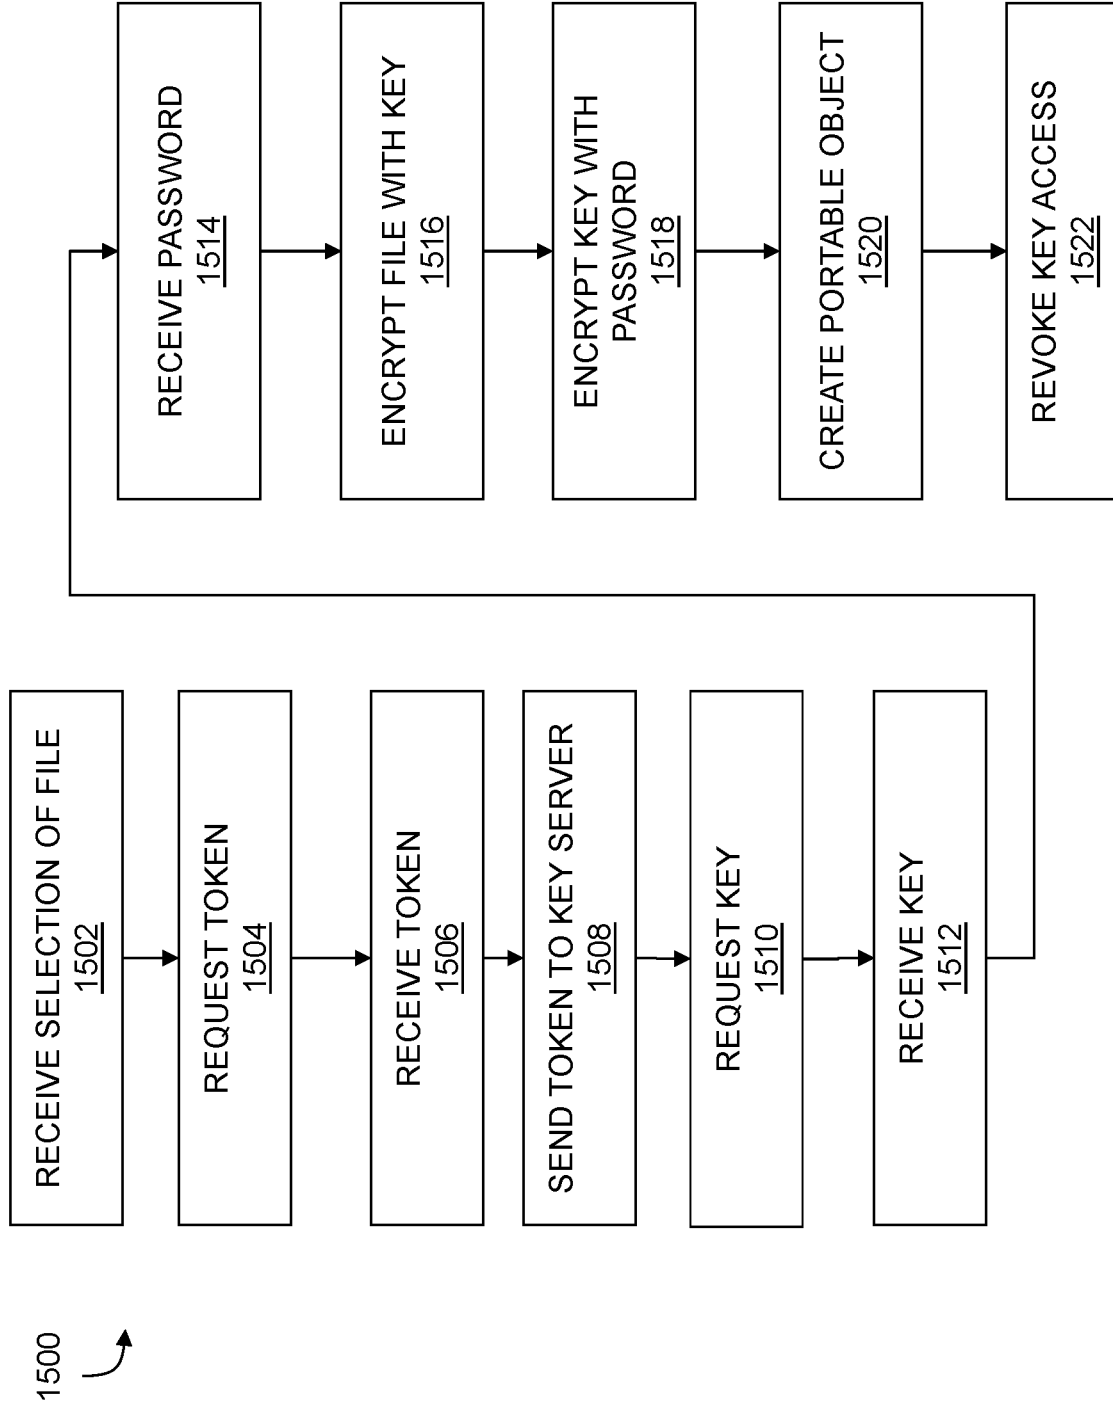 1500
RECEIVE SELECTION OF FILE
1502
REQUEST TOKEN
1504
RECEIVE TOKEN
1506
SEND TOKEN TO KEY SERVER
1508
REQUEST KEY
1510
RECEIVE KEY
1512
RECEIVE PASSWORD
1514
ENCRYPT FILE WITH KEY
1516
ENCRYPT KEY WITH
PASSWORD
1518
CREATE PORTABLE OBJECT
1520
REVOKE KEY ACCESS
1522